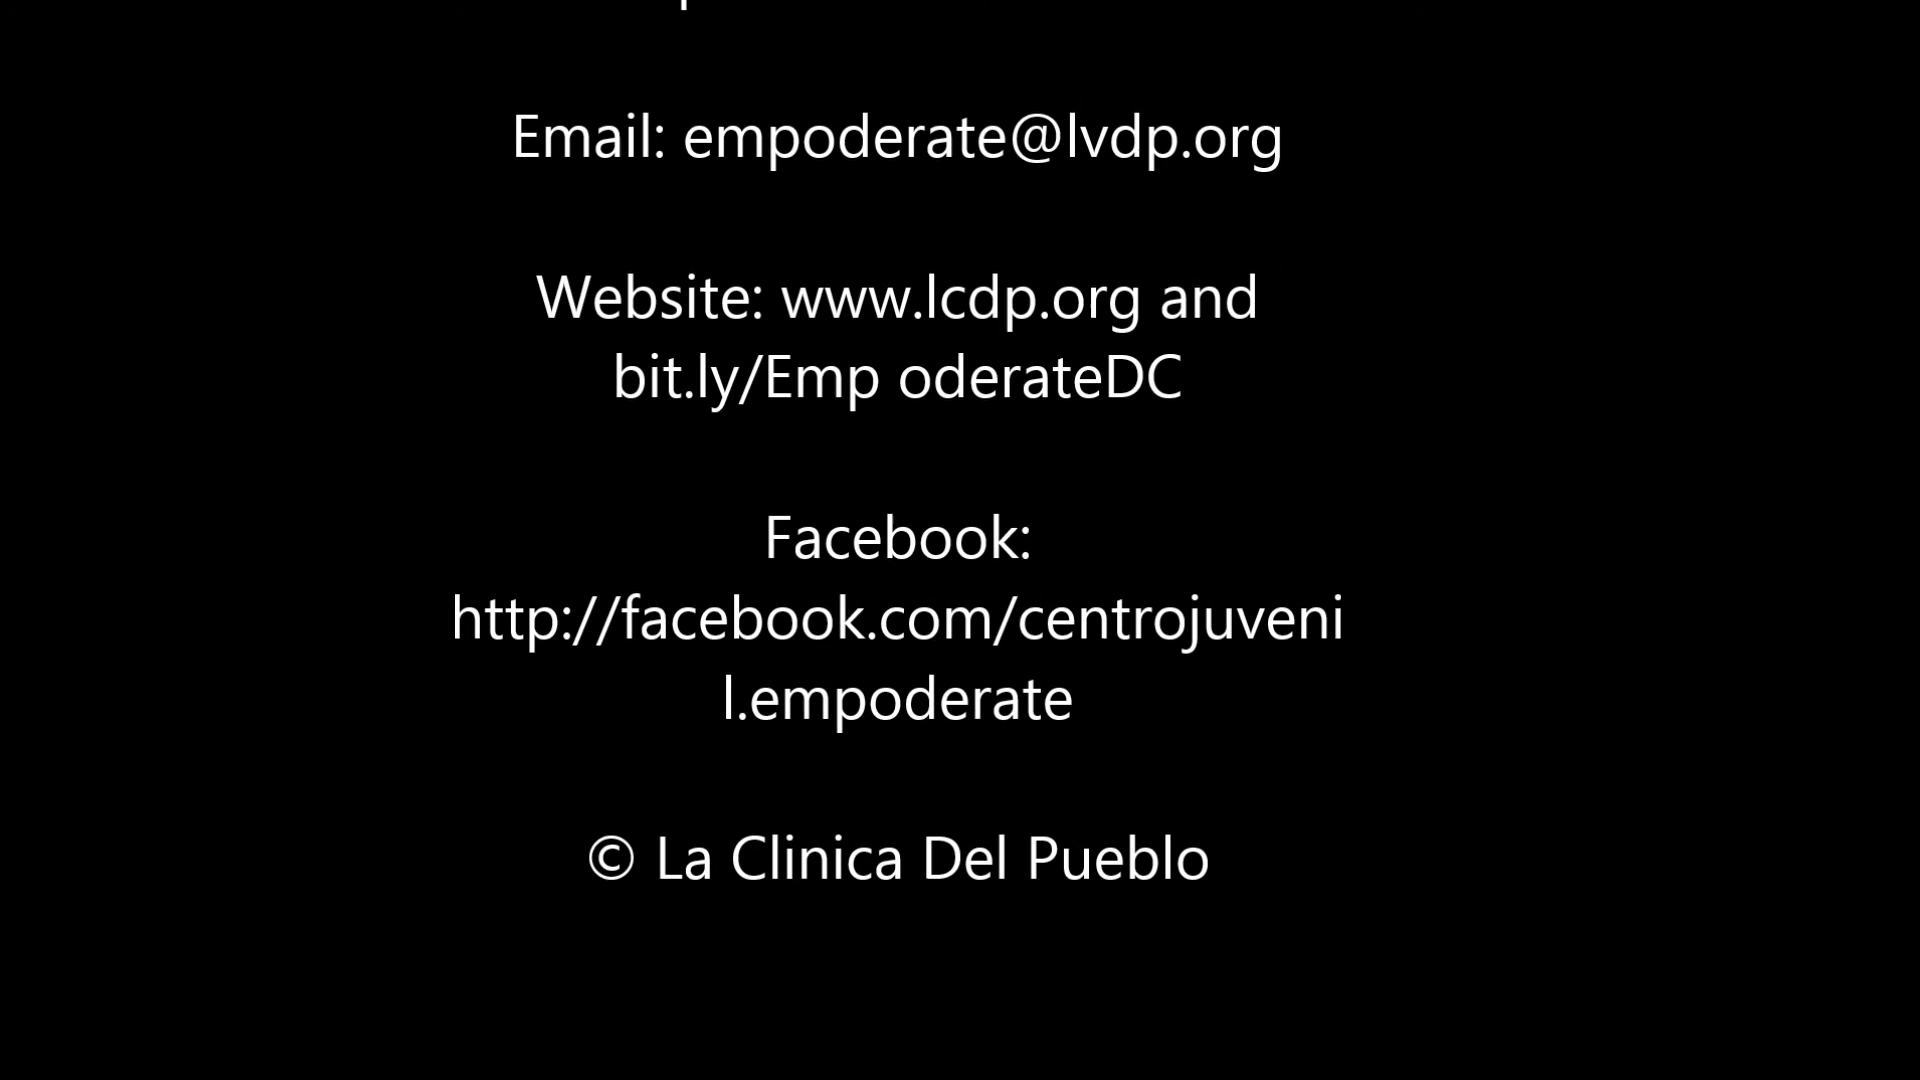 Email: empoderate@lvdp.org
Website: www.lcdp.org and
bit.ly/Emp oderateDC
Facebook:
http://facebook.com/centrojuveni
l.empoderate
© La Clinica Del Pueblo